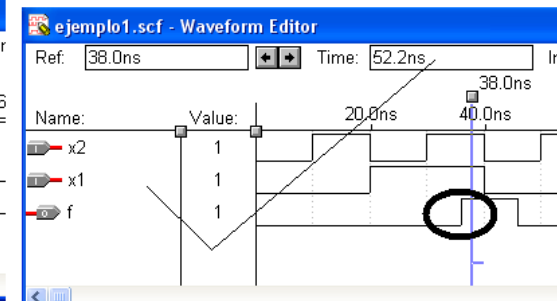 ejemplo1.scf - Waveform Editor
Ref: 38.0ns Time: 52.2ns
38.0ns
Name: Value: 20.0ns 40.0ns
x2 1
x1 1
f 1